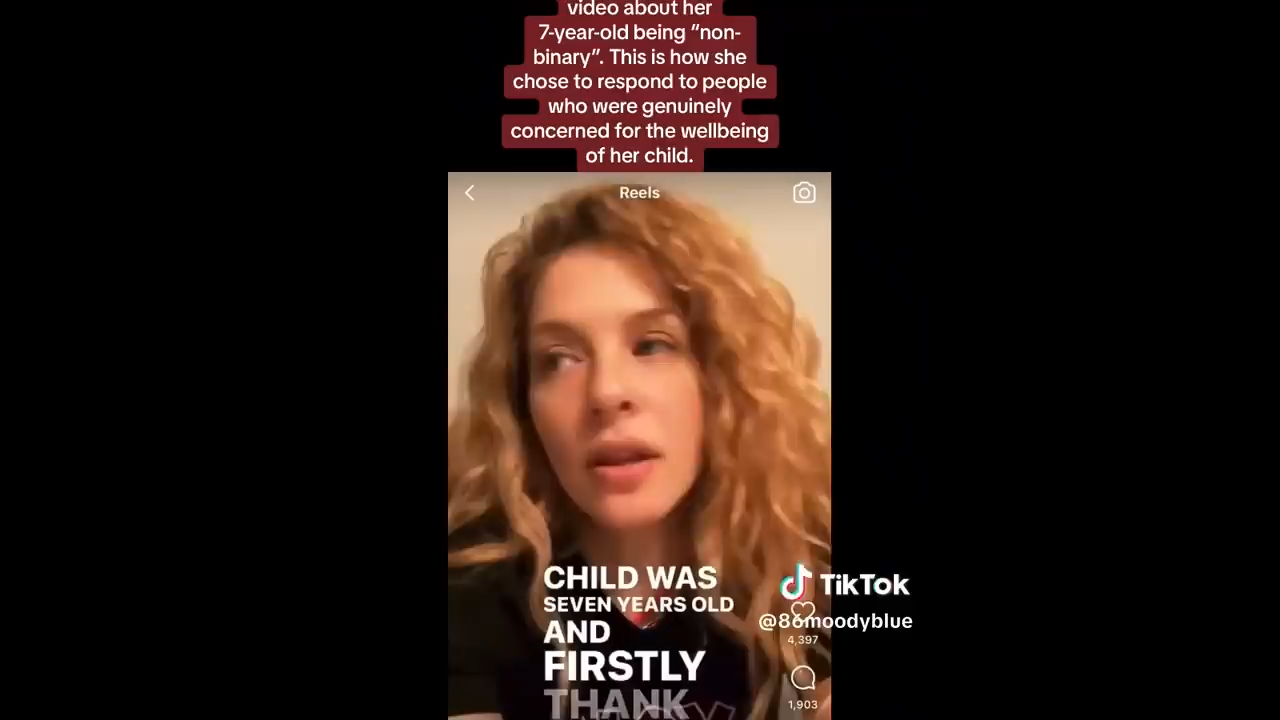 video about her
7-year-old being “non-
binary”. This is how she
chose to respond to people
who were genuinely
concerned for the wellbeing
of her child.
Reels
CHILD WAS
SEVEN YEARS OLD
AND
FIRSTLY
THANK
TikTok
@86moodyblue
4,397
1,903